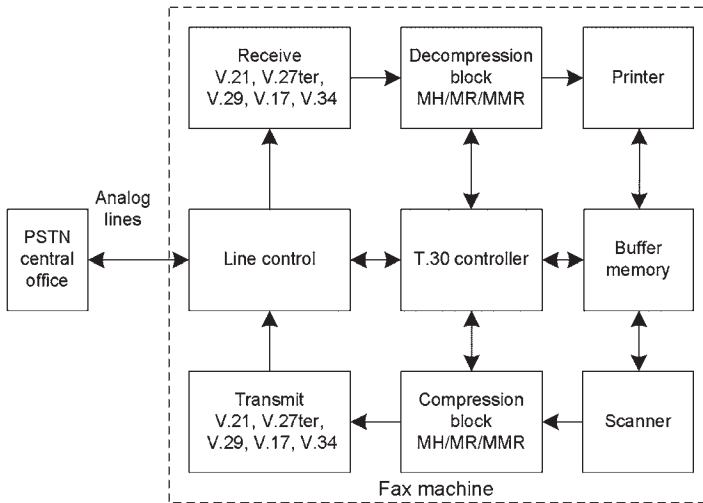 Receive
V.21, V.27ter,
V.29, V.17, V.34
Decompression
block
MH/MR/MMR
Printer
Analog
lines
PSTN
central
office
Line control
T.30 controller
Buffer
memory
Transmit
V.21, V.27ter,
V.29, V.17, V.34
Compression
block
MH/MR/MMR
Scanner
Fax machine